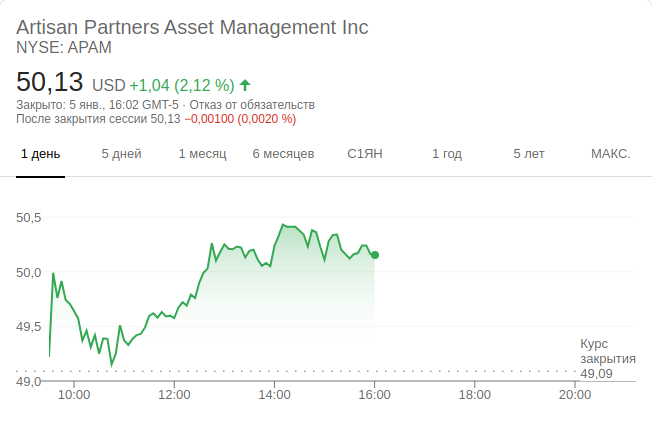 Artisan Partners Asset Management Inc
NYSE: APAM
50,13 USD +1,04 (2,12 %)
Закрыто: 5 янв., 16:02 GMT-5 · Отказ от обязательств
После закрытия сессии 50,13 −0,00100 (0,0020 %)
1 день 5 дней 1 месяц 6 месяцев С1ЯН 1 год 5 лет МАКС.
50,5
50,0
49,5
Курс
закрытия
49,09
49,0
10:00 12:00 14:00 16:00 18:00 20:00